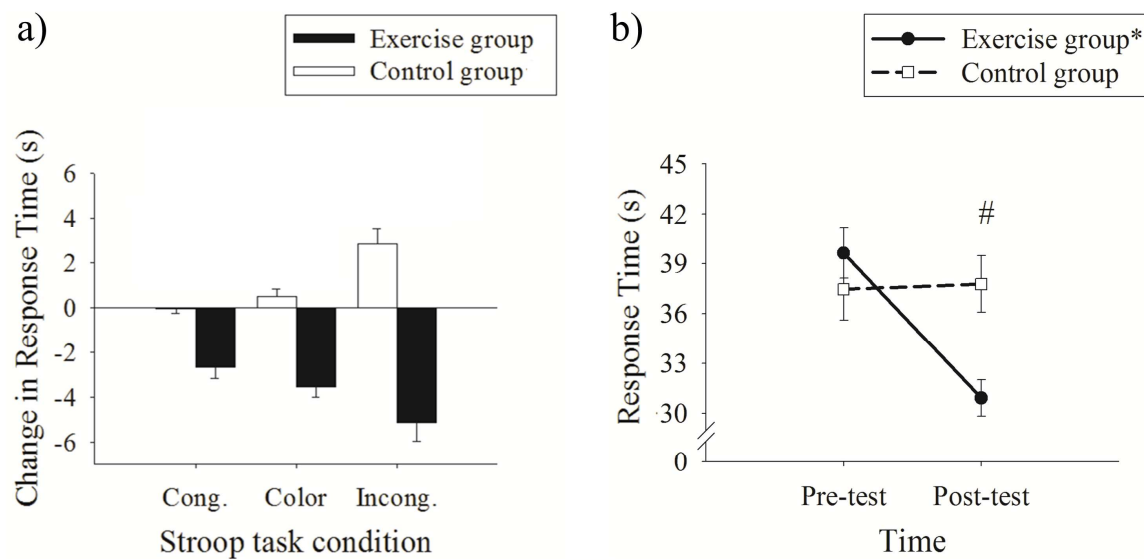 a)
Exercise group
Control group
Change in Response Time (s)
6
4
2
0
-2
-4
-6
Cong. Color Incong.
Stroop task condition
b)
Exercise group*
Control group
Response Time (s)
45
42
39
36
33
30
0
#
Pre-test Post-test
Time